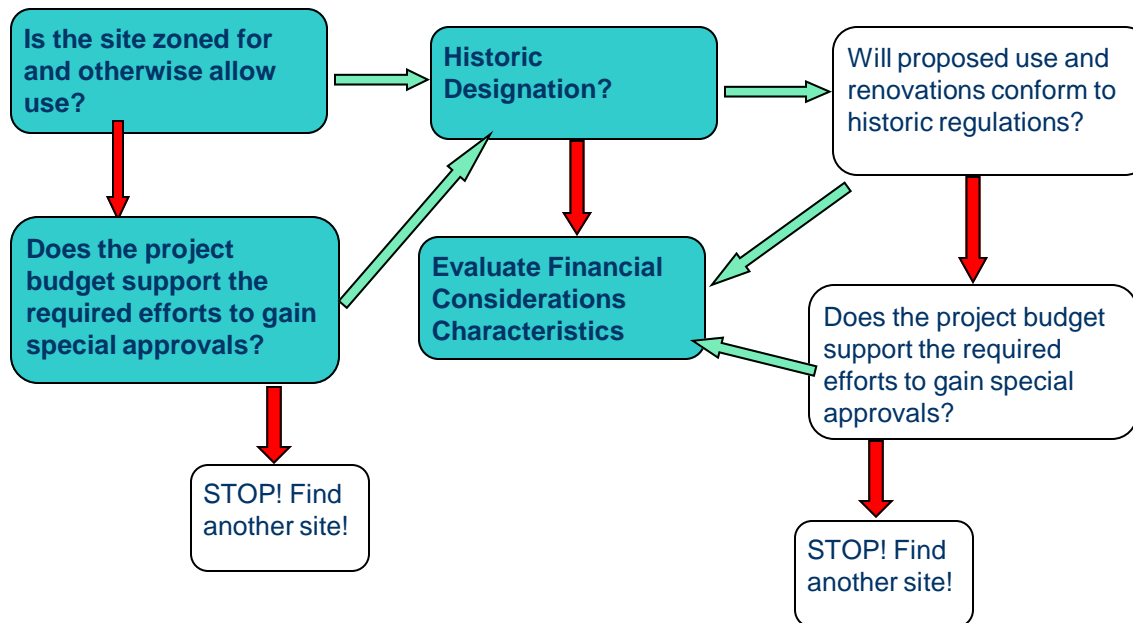 Is the site zoned for
and otherwise allow
use?
Historic
Designation?
Will proposed use and
renovations conform to
historic regulations?
Does the project
budget support the
required efforts to gain
special approvals?
Evaluate Financial
Considerations
Characteristics
Does the project budget
support the required
efforts to gain special
approvals?
STOP! Find
another site!
STOP! Find
another site!